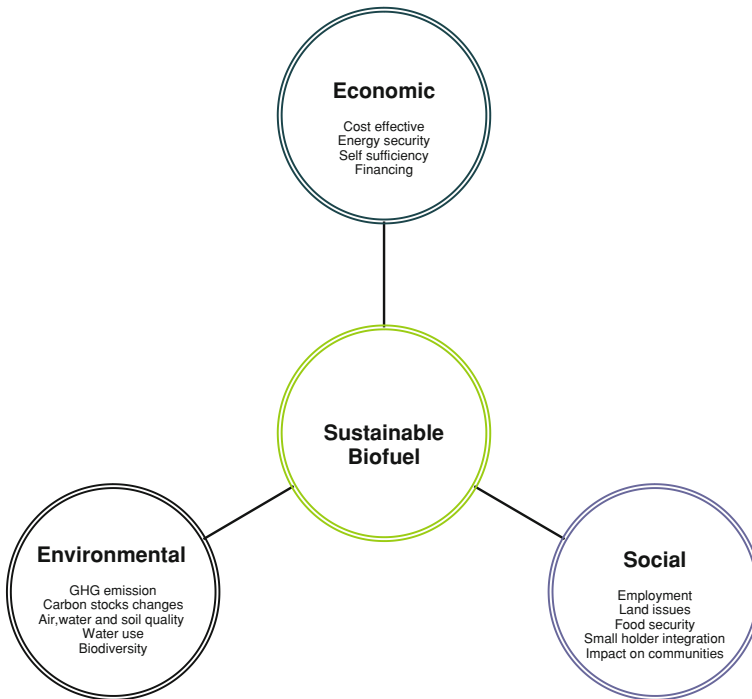 Economic
Cost effective
Energy security
Self sufficiency
Financing
Sustainable
Biofuel
Environmental
GHG emission
Carbon stocks changes
Air,water and soil quality
Water use
Biodiversity
Social
Employment
Land issues
Food security
Small holder integration
Impact on communities